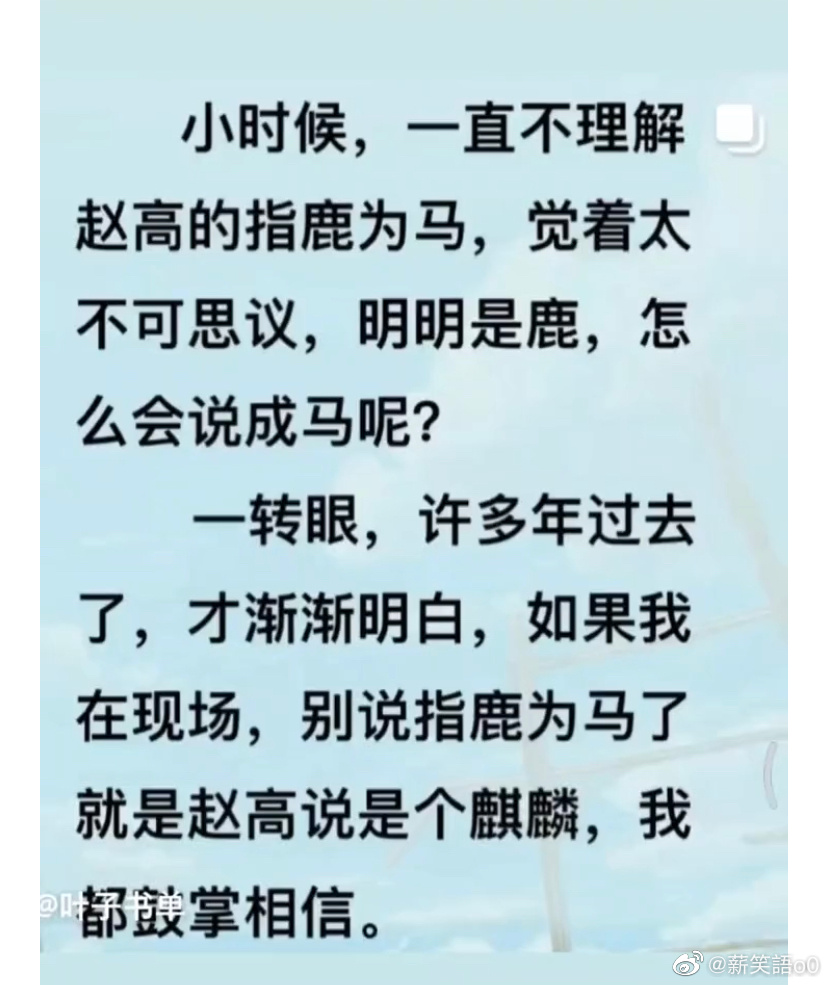 小时候，一直不理解
赵高的指鹿为马，觉着太
不可思议，明明是鹿，怎
么会说成马呢？
一转眼，许多年过去
了，才渐渐明白，如果我
在现场，别说指鹿为马了
就是赵高说是个麒麟，我
都鼓掌相信。
@叶子书单
@薪笑語o0